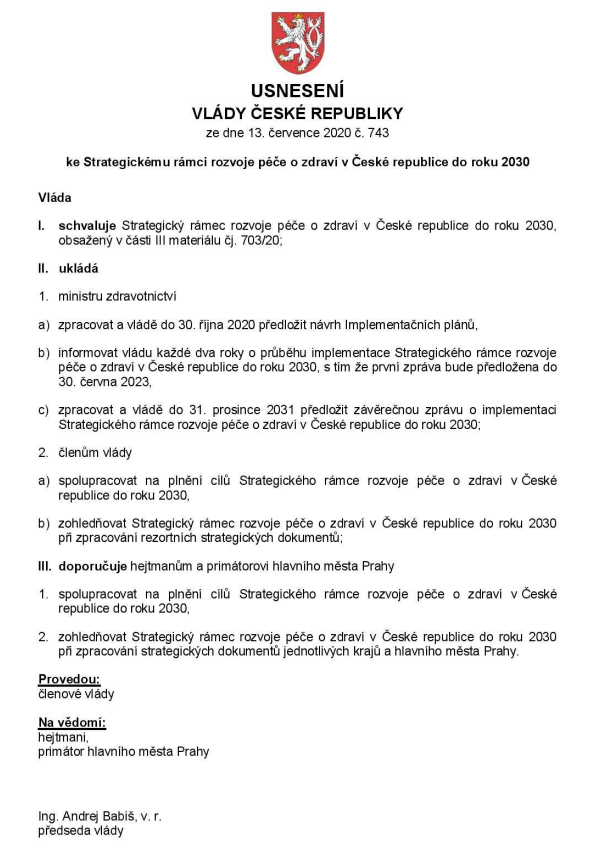 USNESENÍ
VLÁDY ČESKÉ REPUBLIKY
ze dne 13. července 2020 č. 743
ke Strategickému rámci rozvoje péče o zdraví v České republice do roku 2030
Vláda
I. schvaluje Strategický rámec rozvoje péče o zdraví v České republice do roku 2030,
obsažený v části III materiálu čj. 703/20;
II. ukládá
1. ministru zdravotnictví
a) zpracovat a vládě do 30. října 2020 předložit návrh Implementačních plánů,
b) informovat vládu každé dva roky o průběhu implementace Strategického rámce rozvoje
péče o zdraví v České republice do roku 2030, s tím že první zpráva bude předložena do
30. června 2023,
c) zpracovat a vládě do 31. prosince 2031 předložit závěrečnou zprávu o implementaci
Strategického rámce rozvoje péče o zdraví v České republice do roku 2030;
2. členům vlády
a) spolupracovat na plnění cílů Strategického rámce rozvoje péče o zdraví v České
republice do roku 2030,
b) zohledňovat Strategický rámec rozvoje péče o zdraví v České republice do roku 2030
při zpracování rezortních strategických dokumentů;
III. doporučuje hejtmanům a primátorovi hlavního města Prahy
1. spolupracovat na plnění cílů Strategického rámce rozvoje péče o zdraví v České
republice do roku 2030,
2. zohledňovat Strategický rámec rozvoje péče o zdraví v České republice do roku 2030
při zpracování strategických dokumentů jednotlivých krajů a hlavního města Prahy.
Provedou:
členové vlády
Na vědomí:
hejtmani,
primátor hlavního města Prahy
Ing. Andrej Babiš, v. r.
předseda vlády